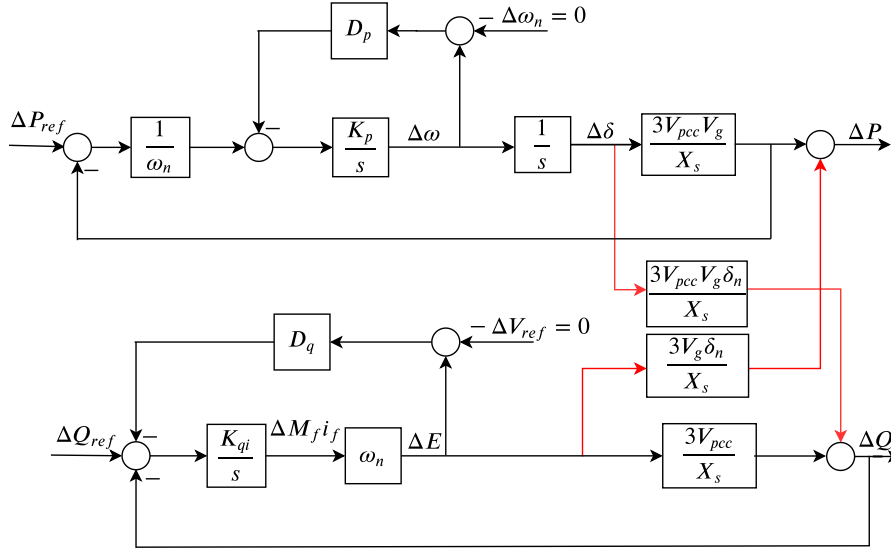 D_p
− Δω_n = 0
ΔP_ref
1/ω_n
−
K_p/s
Δω
1/s
Δδ
3V_pcc V_g/X_s
ΔP
−
3V_pcc V_g δ_n/X_s
D_q
− ΔV_ref = 0
3V_g δ_n/X_s
ΔQ_ref
−
K_qi/s
ΔM_f i_f
ω_n
ΔE
3V_pcc/X_s
ΔQ
−